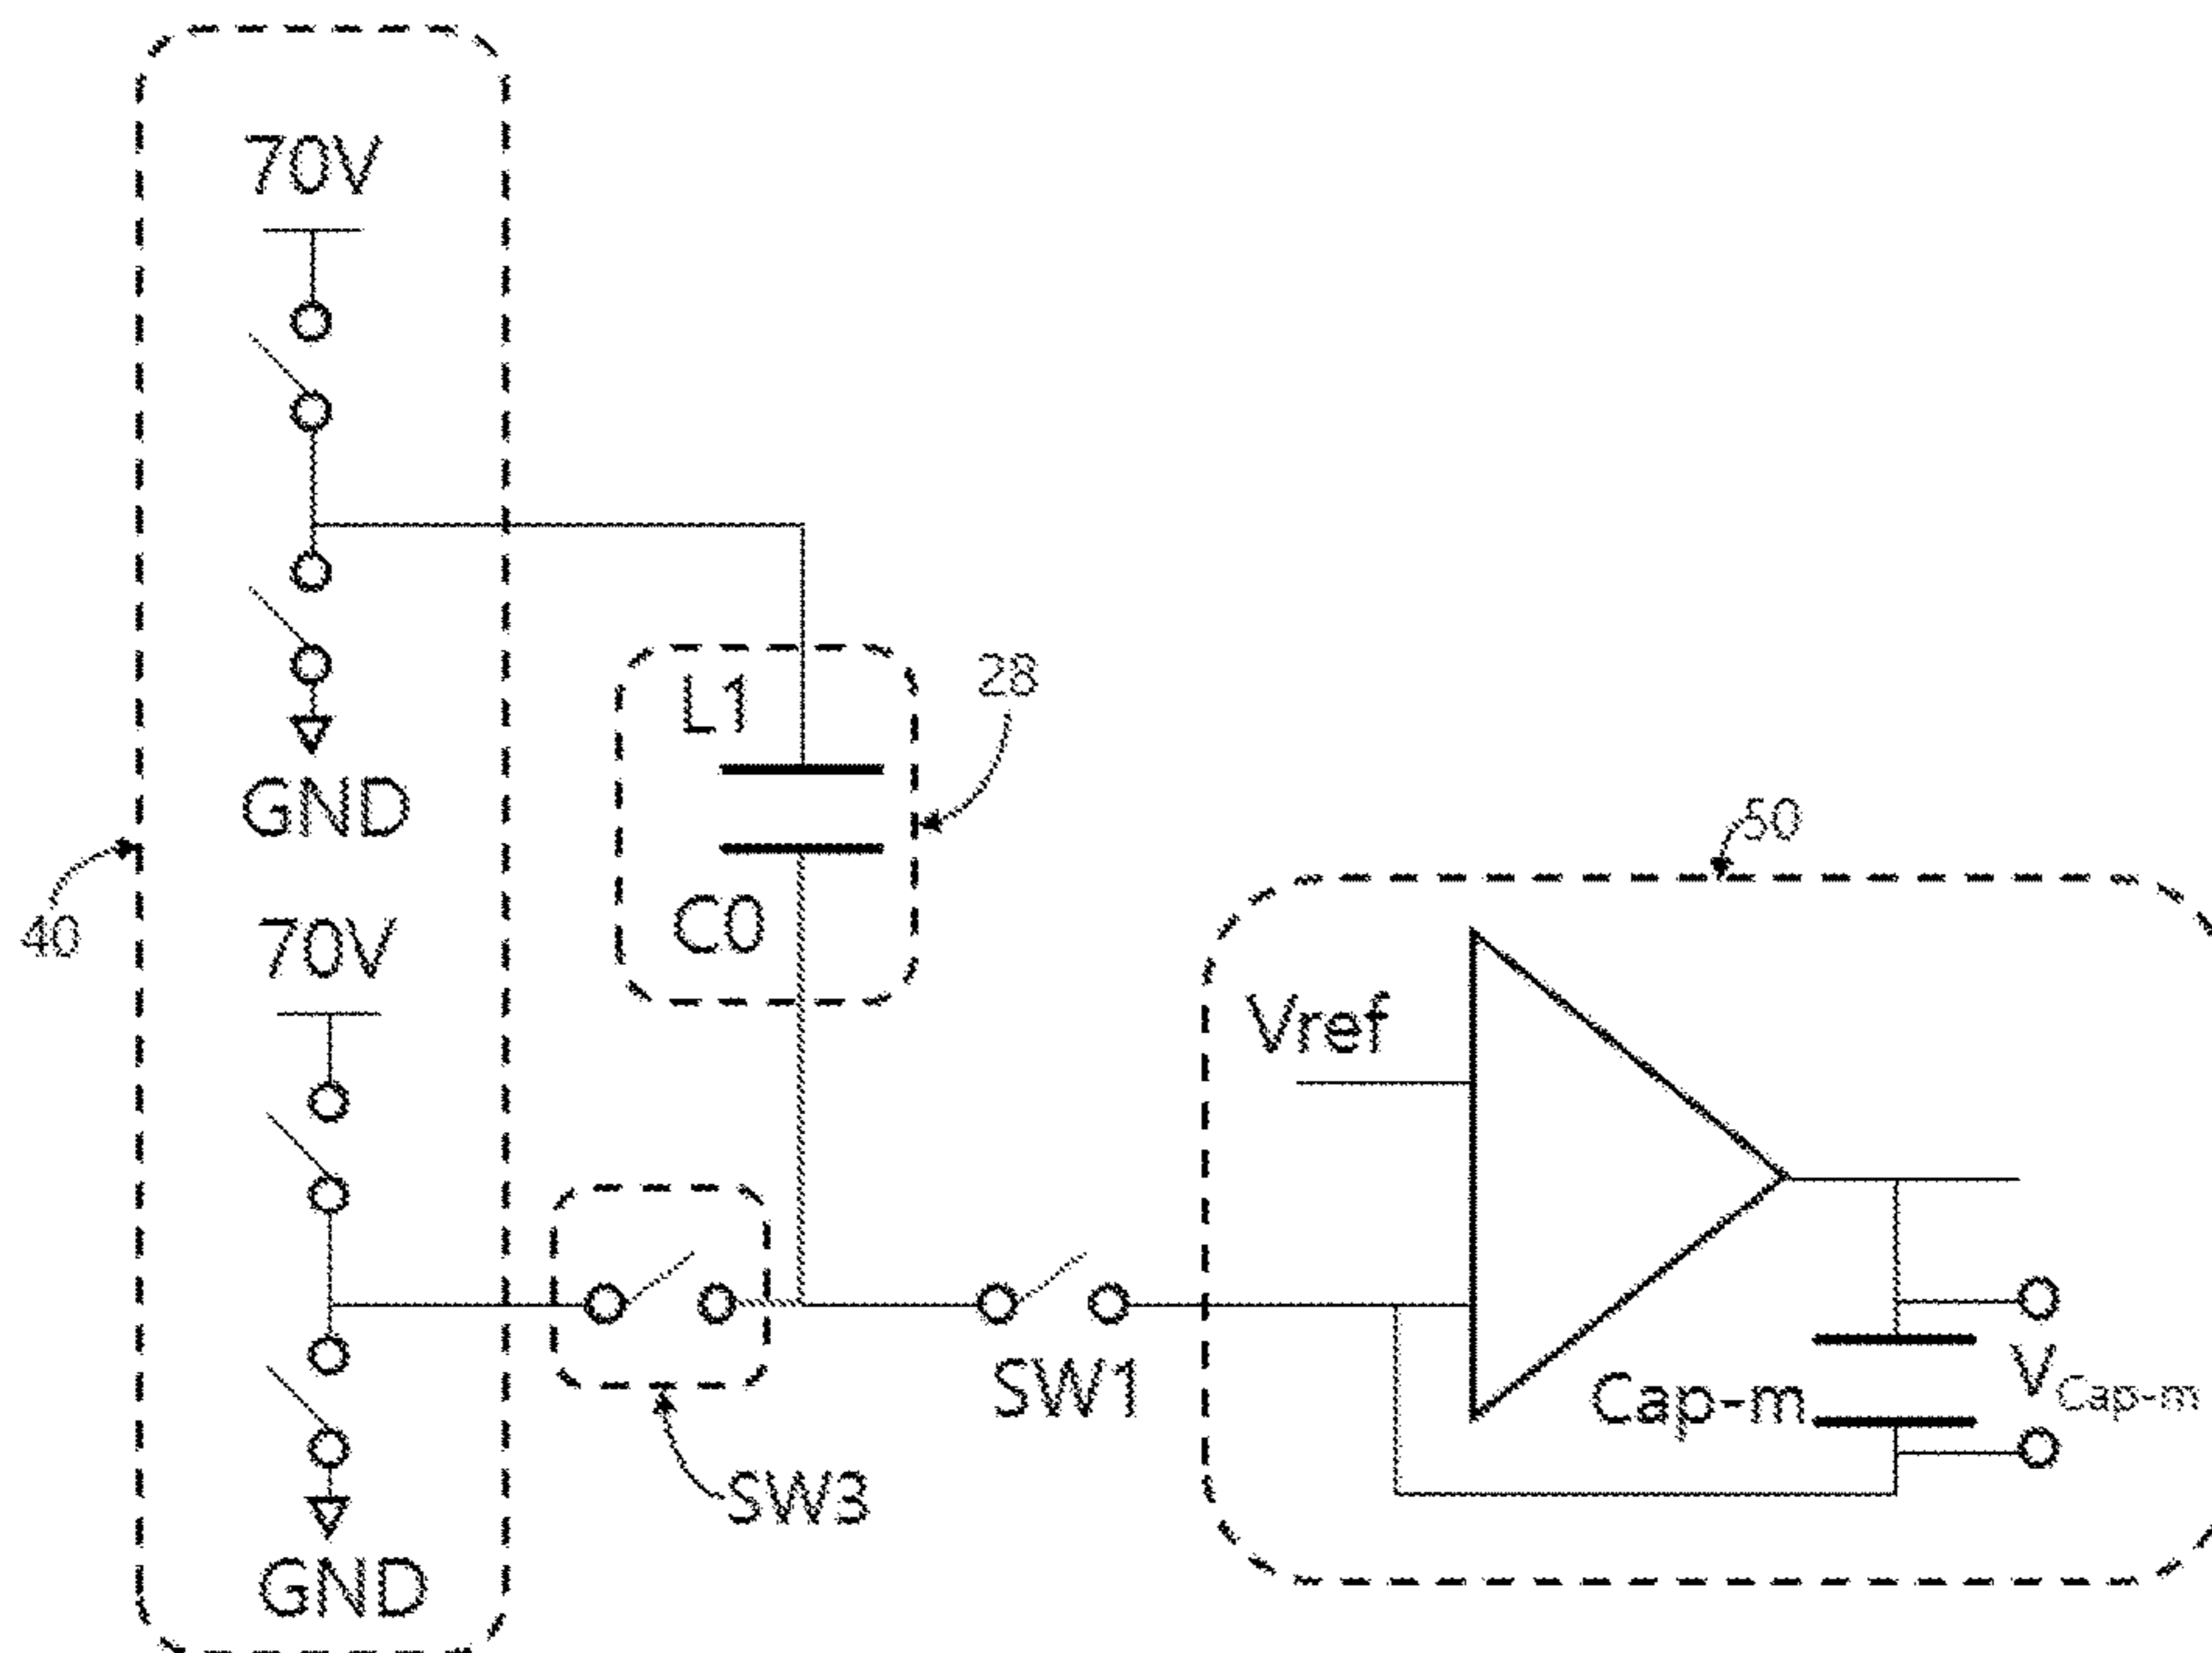 70V
GND
40
70V
GND
L1
C0
28
SW3
SW1
50
Vref
Cap-m
VCap-m